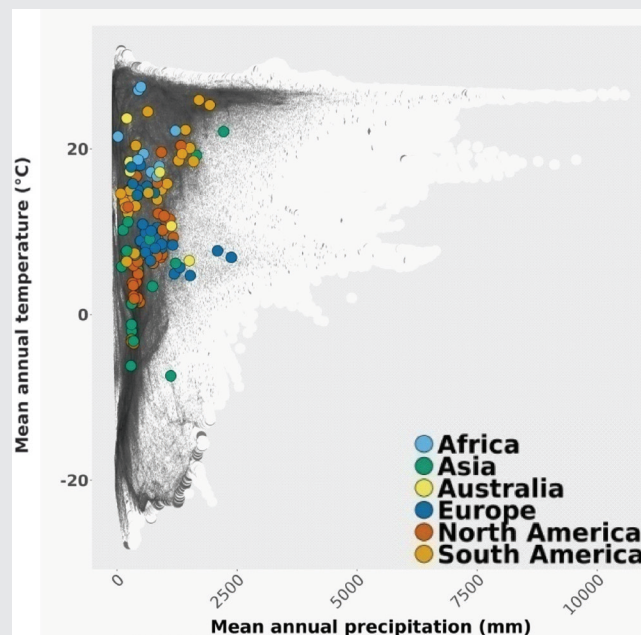 Mean annual temperature (°C)
20
0
-20
Africa
Asia
Australia
Europe
North America
South America
0
2500
5000
7500
10000
Mean annual precipitation (mm)